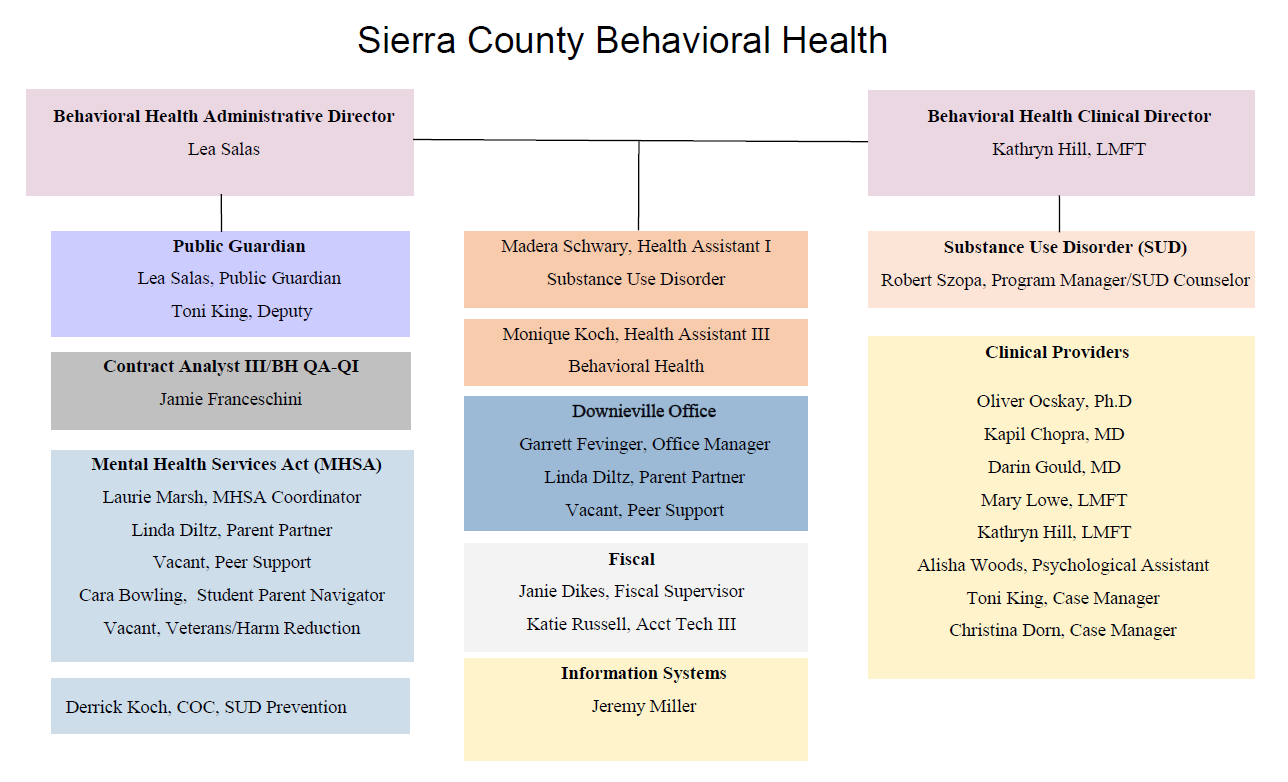 Sierra County Behavioral Health
Behavioral Health Administrative Director
Lea Salas
Behavioral Health Clinical Director
Kathryn Hill, LMFT
Public Guardian
Lea Salas, Public Guardian
Toni King, Deputy
Contract Analyst III/BH QA-QI
Jamie Franceschini
Mental Health Services Act (MHSA)
Laurie Marsh, MHSA Coordinator
Linda Diltz, Parent Partner
Vacant, Peer Support
Cara Bowling, Student Parent Navigator
Vacant, Veterans/Harm Reduction
Derrick Koch, COC, SUD Prevention
Madera Schwary, Health Assistant I
Substance Use Disorder
Monique Koch, Health Assistant III
Behavioral Health
Downieville Office
Garrett Fevinger, Office Manager
Linda Diltz, Parent Partner
Vacant, Peer Support
Fiscal
Janie Dikes, Fiscal Supervisor
Katie Russell, Acct Tech III
Information Systems
Jeremy Miller
Substance Use Disorder (SUD)
Robert Szopa, Program Manager/SUD Counselor
Clinical Providers
Oliver Ocskay, Ph.D
Kapil Chopra, MD
Darin Gould, MD
Mary Lowe, LMFT
Kathryn Hill, LMFT
Alisha Woods, Psychological Assistant
Toni King, Case Manager
Christina Dorn, Case Manager